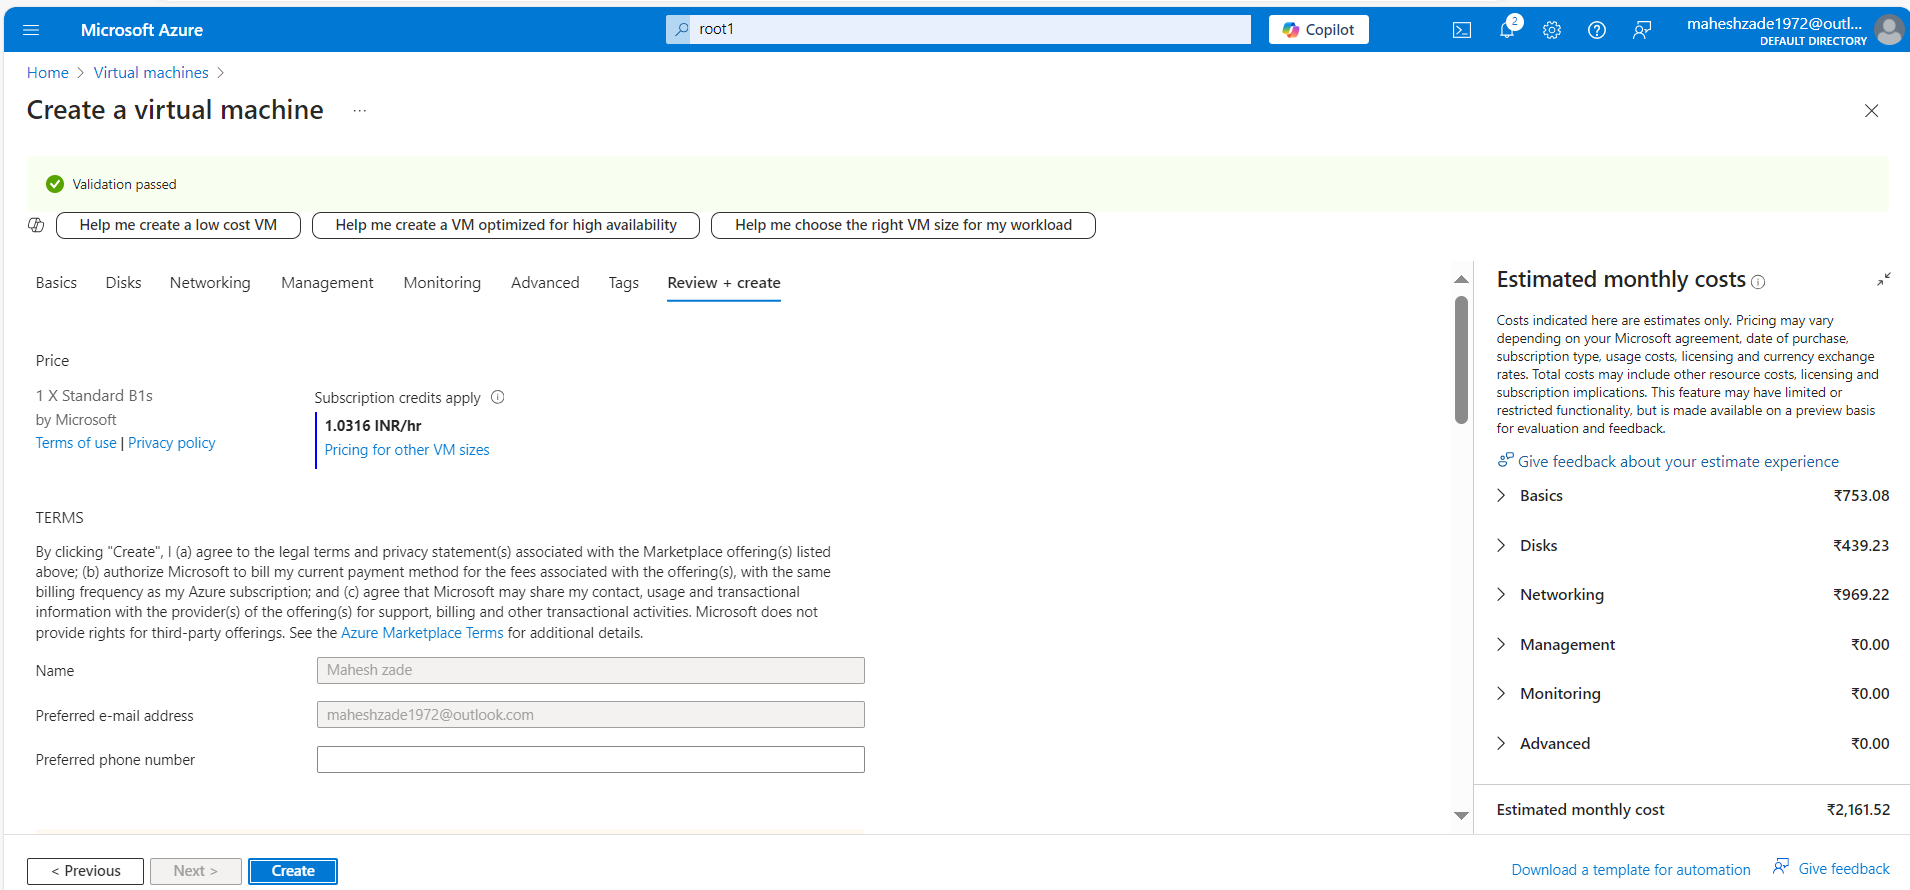 Microsoft Azure
root1
Copilot
2
maheshzade1972@outl...
DEFAULT DIRECTORY
Home > Virtual machines >
Create a virtual machine ...
Validation passed
Help me create a low cost VM
Help me create a VM optimized for high availability
Help me choose the right VM size for my workload
Basics Disks Networking Management Monitoring Advanced Tags Review + create
Price
1 X Standard B1s
by Microsoft
Terms of use | Privacy policy
Subscription credits apply
1.0316 INR/hr
Pricing for other VM sizes
TERMS
By clicking "Create", I (a) agree to the legal terms and privacy statement(s) associated with the Marketplace offering(s) listed
above; (b) authorize Microsoft to bill my current payment method for the fees associated with the offering(s), with the same
billing frequency as my Azure subscription; and (c) agree that Microsoft may share my contact, usage and transactional
information with the provider(s) of the offering(s) for support, billing and other transactional activities. Microsoft does not
provide rights for third-party offerings. See the Azure Marketplace Terms for additional details.
Name Mahesh zade
Preferred e-mail address maheshzade1972@outlook.com
Preferred phone number
Estimated monthly costs
Costs indicated here are estimates only. Pricing may vary
depending on your Microsoft agreement, date of purchase,
subscription type, usage costs, licensing and currency exchange
rates. Total costs may include other resource costs, licensing and
subscription implications. This feature may have limited or
restricted functionality, but is made available on a preview basis
for evaluation and feedback.
Give feedback about your estimate experience
Basics ₹753.08
Disks ₹439.23
Networking ₹969.22
Management ₹0.00
Monitoring ₹0.00
Advanced ₹0.00
Estimated monthly cost ₹2,161.52
< Previous Next > Create
Download a template for automation Give feedback